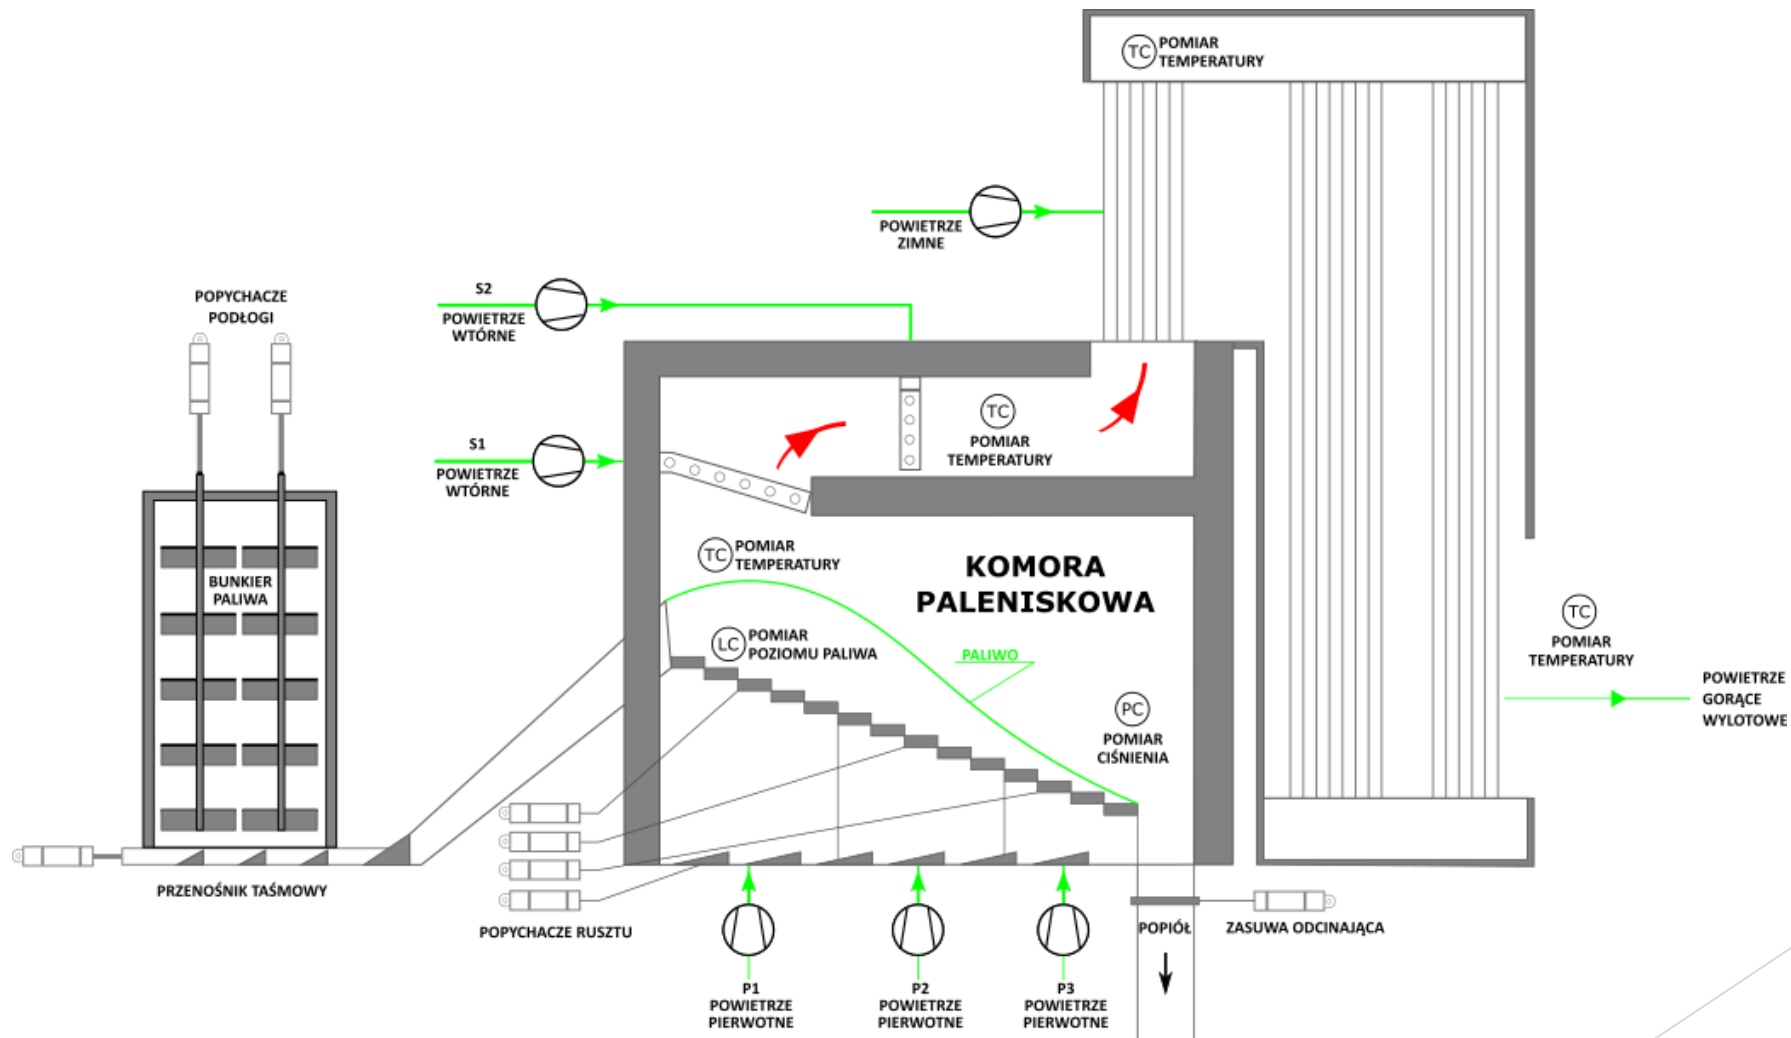 TC
POMIAR
TEMPERATURY
POWIETRZE
ZIMNE
S2
POWIETRZE
WTÓRNE
POPYCHACZE
PODŁOGI
S1
POWIETRZE
WTÓRNE
TC
POMIAR
TEMPERATURY
TC
POMIAR
TEMPERATURY
KOMORA
PALENISKOWA
BUNKIER
PALIWA
LC
POMIAR
POZIOMU PALIWA
PALIWO
TC
POMIAR
TEMPERATURY
PC
POMIAR
CIŚNIENIA
POWIETRZE
GORĄCE
WYLOTOWE
PRZENOŚNIK TAŚMOWY
POPYCHACZE RUSZTU
POPIÓŁ
ZASUWA ODCINAJĄCA
P1
POWIETRZE
PIERWOTNE
P2
POWIETRZE
PIERWOTNE
P3
POWIETRZE
PIERWOTNE